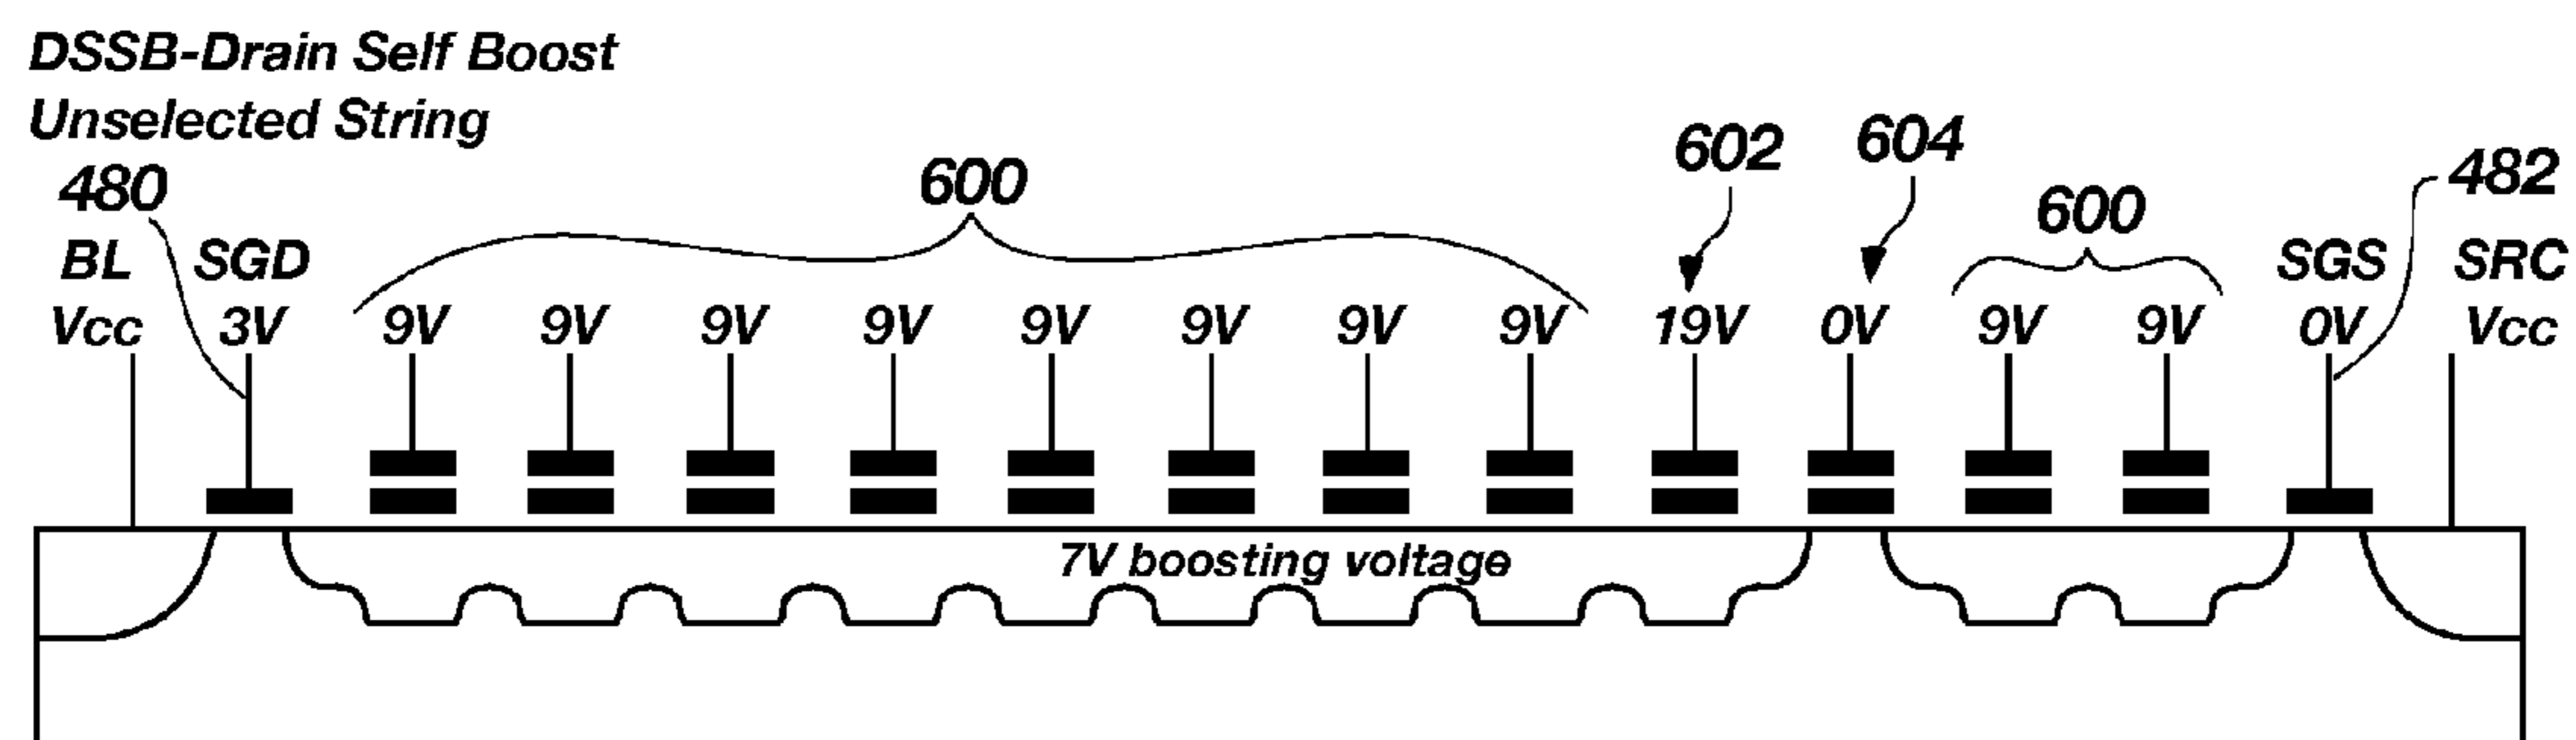 DSSB-Drain Self Boost
Unselected String
480 600 602 604 600 482
BL SGD SGS SRC
Vcc 3V 9V 9V 9V 9V 9V 9V 9V 9V 19V 0V 9V 9V 0V Vcc
7V boosting voltage